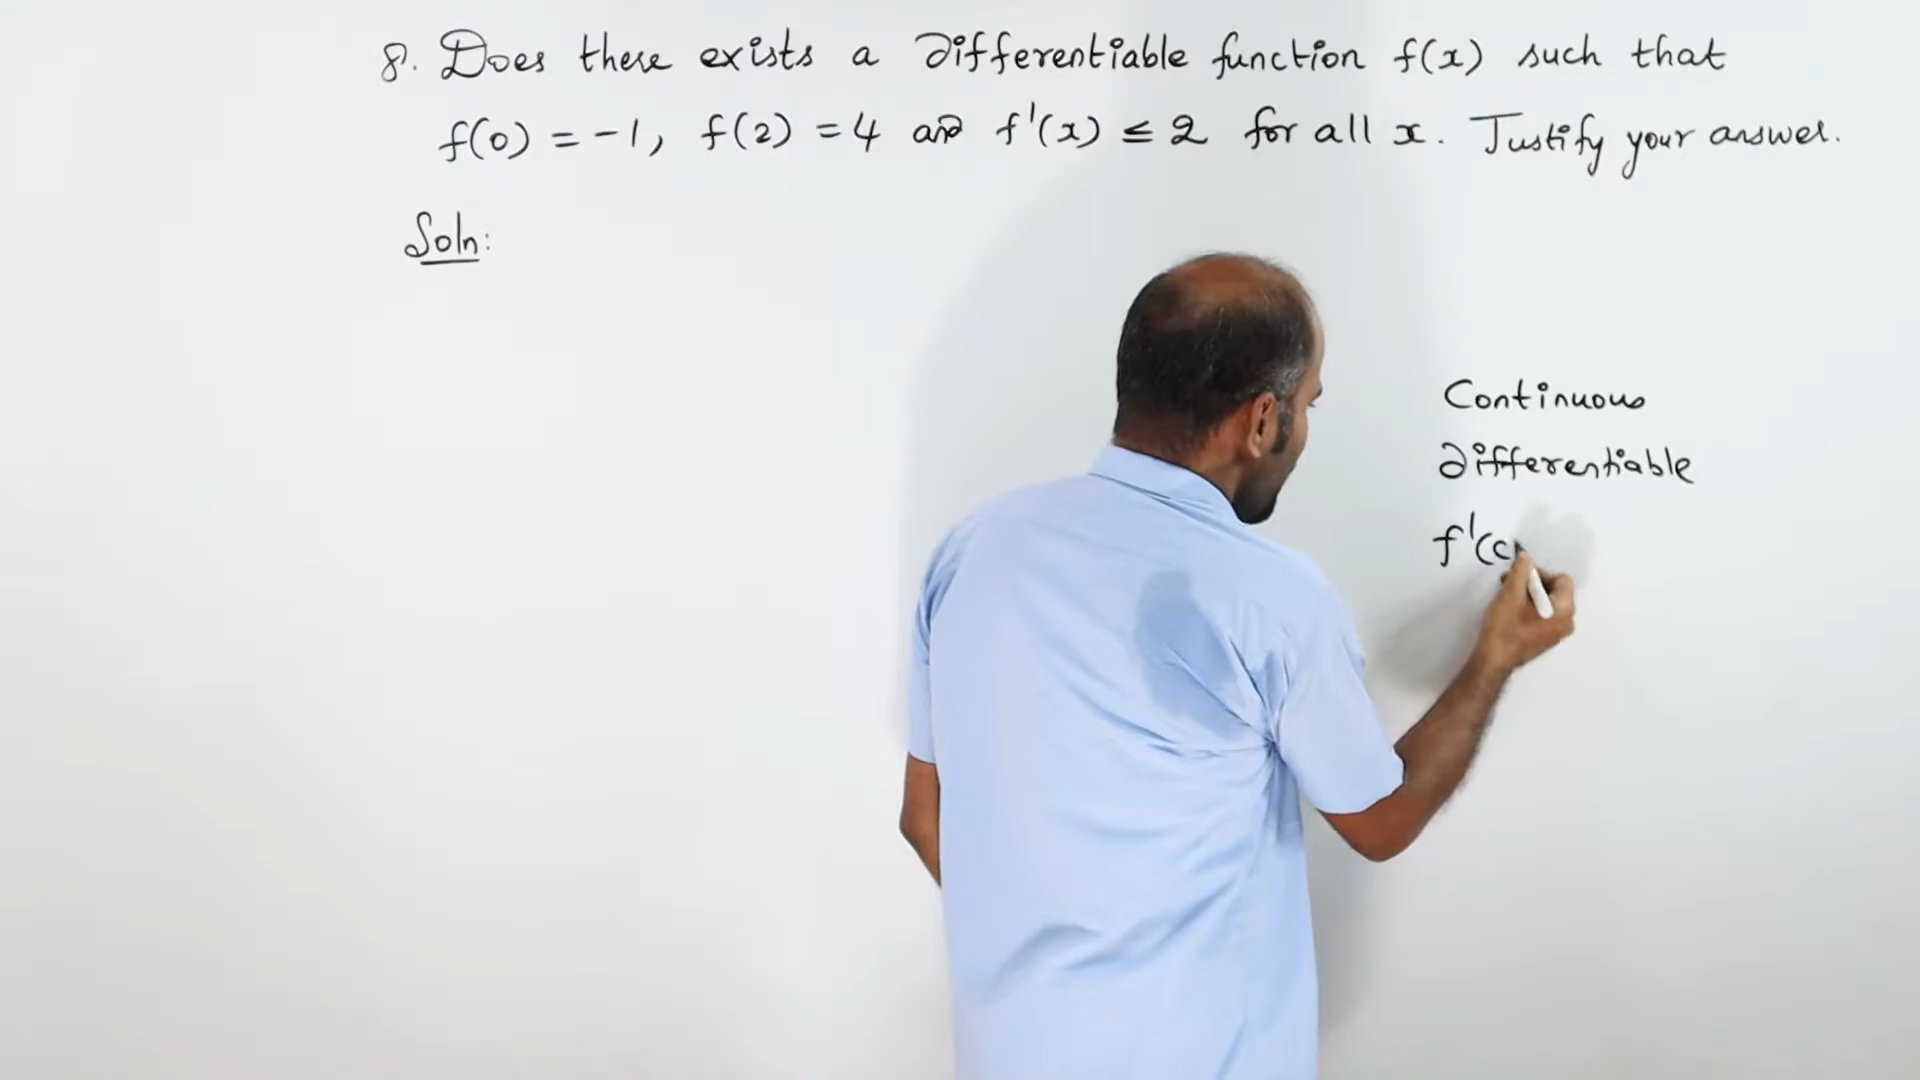 8. Does there exists a differentiable function f(x) such that
f(0) = -1, f(2) = 4 and f'(x) ≤ 2 for all x. Justify your answer.
Soln:
Continuous
differentiable
f'(c